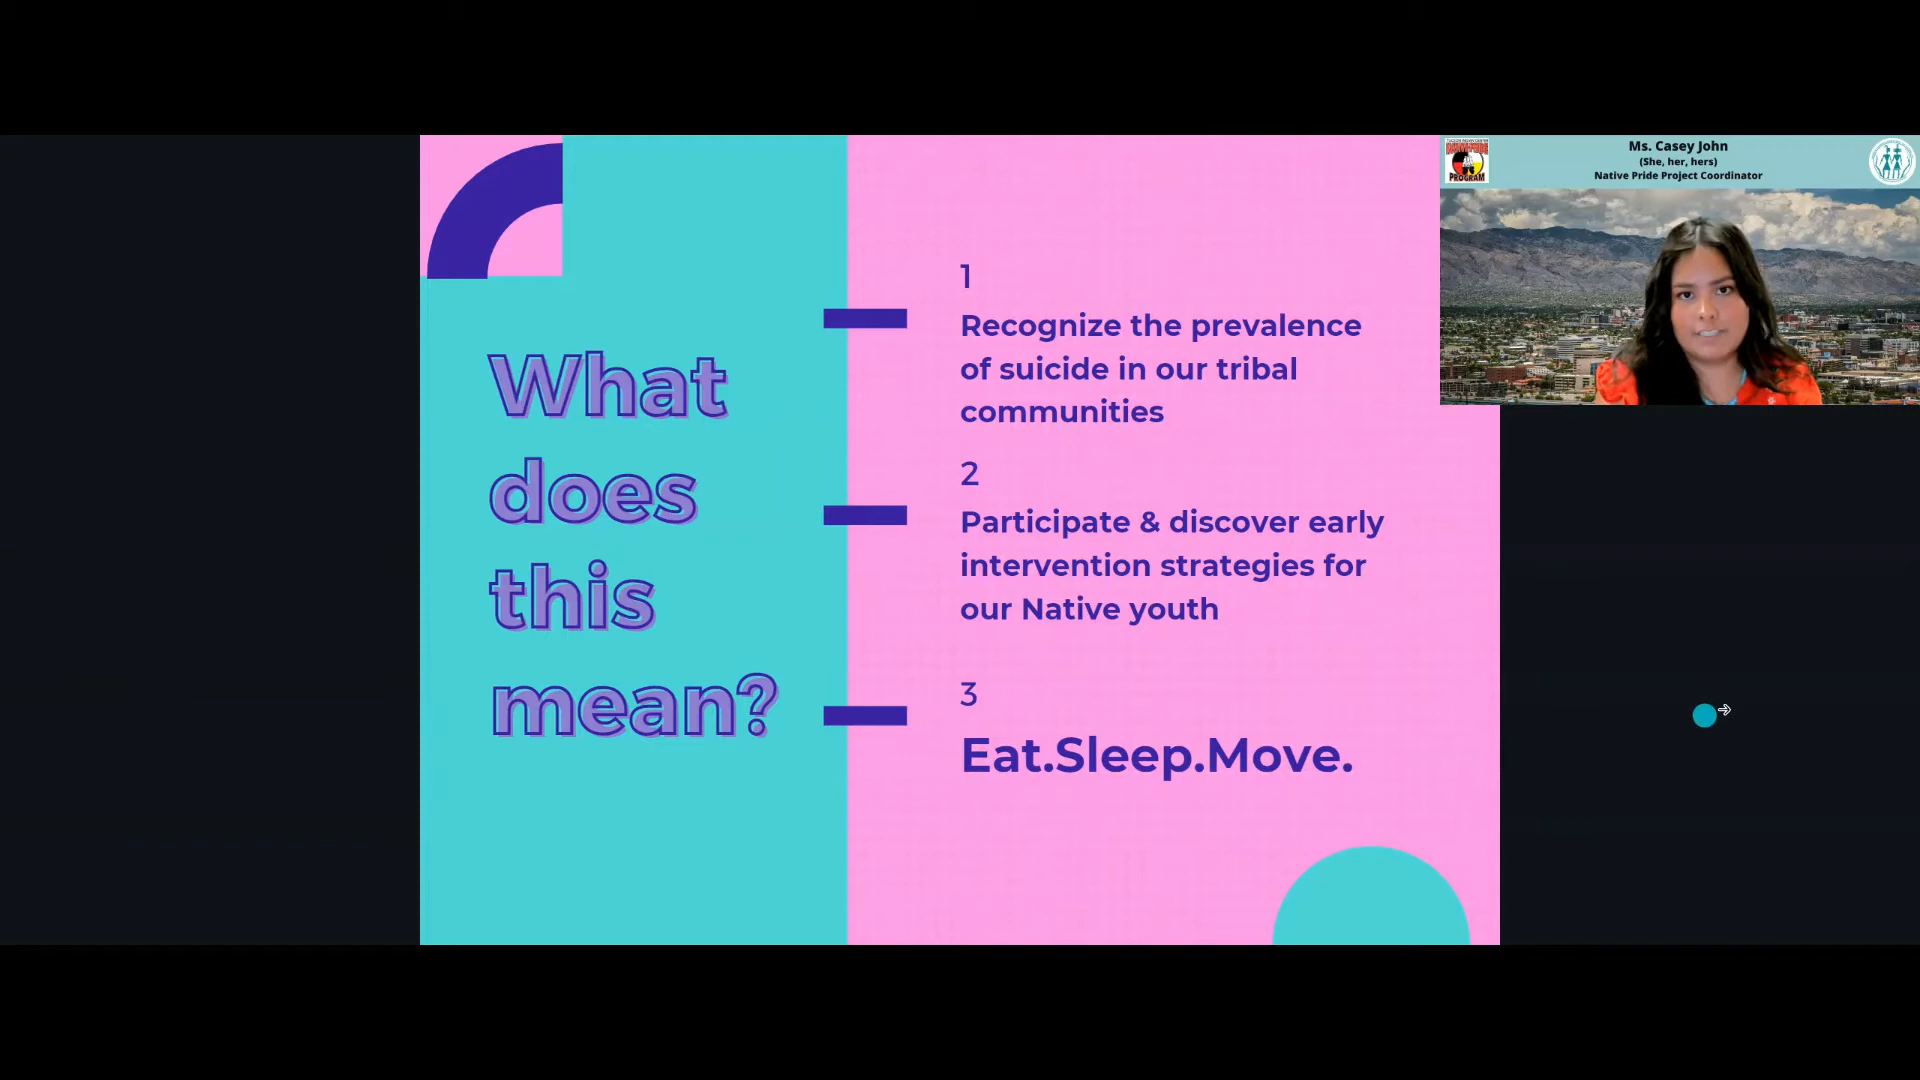 What
does
this
mean?
1
Recognize the prevalence
of suicide in our tribal
communities
2
Participate & discover early
intervention strategies for
our Native youth
3
Eat.Sleep.Move.
Ms. Casey John
(She, her, hers)
Native Pride Project Coordinator
PROGRAM